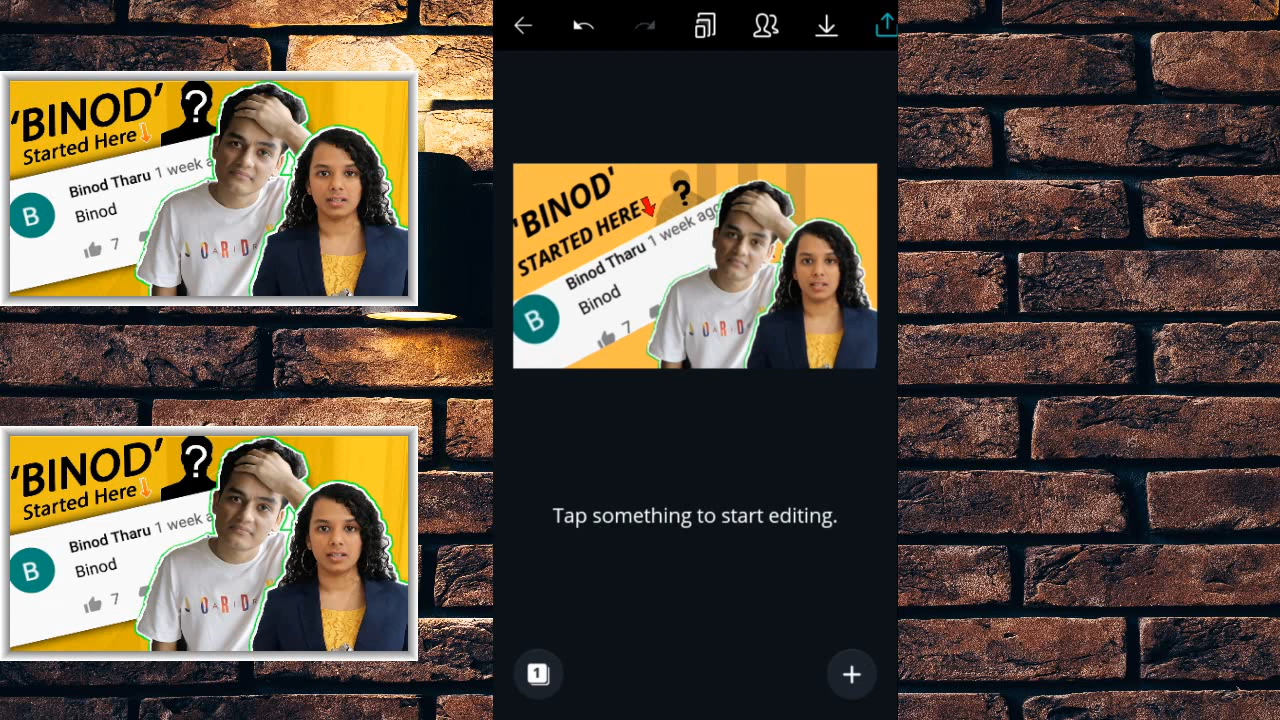 'BINOD'
Started Here
Binod Tharu 1 week a
Binod
B
7
?
'BINOD'
STARTED HERE
Binod Tharu 1 week ago
Binod
B
7
?
Tap something to start editing.
1
'BINOD'
Started Here
Binod Tharu 1 week a
Binod
B
7
?